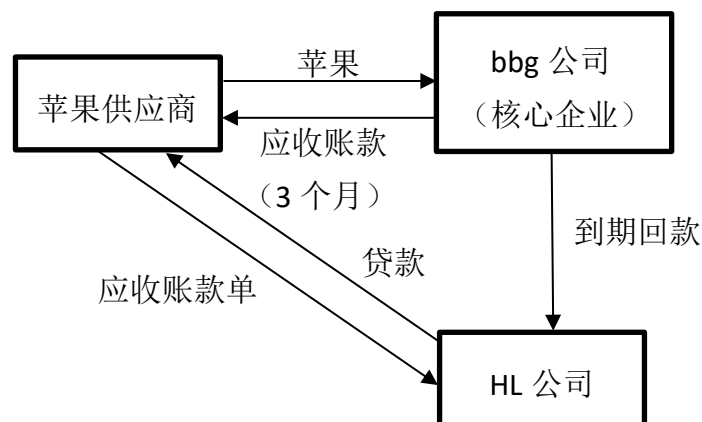 苹果
bbg 公司
（核心企业）
苹果供应商
应收账款
（3 个月）
到期回款
贷款
应收账款单
HL 公司